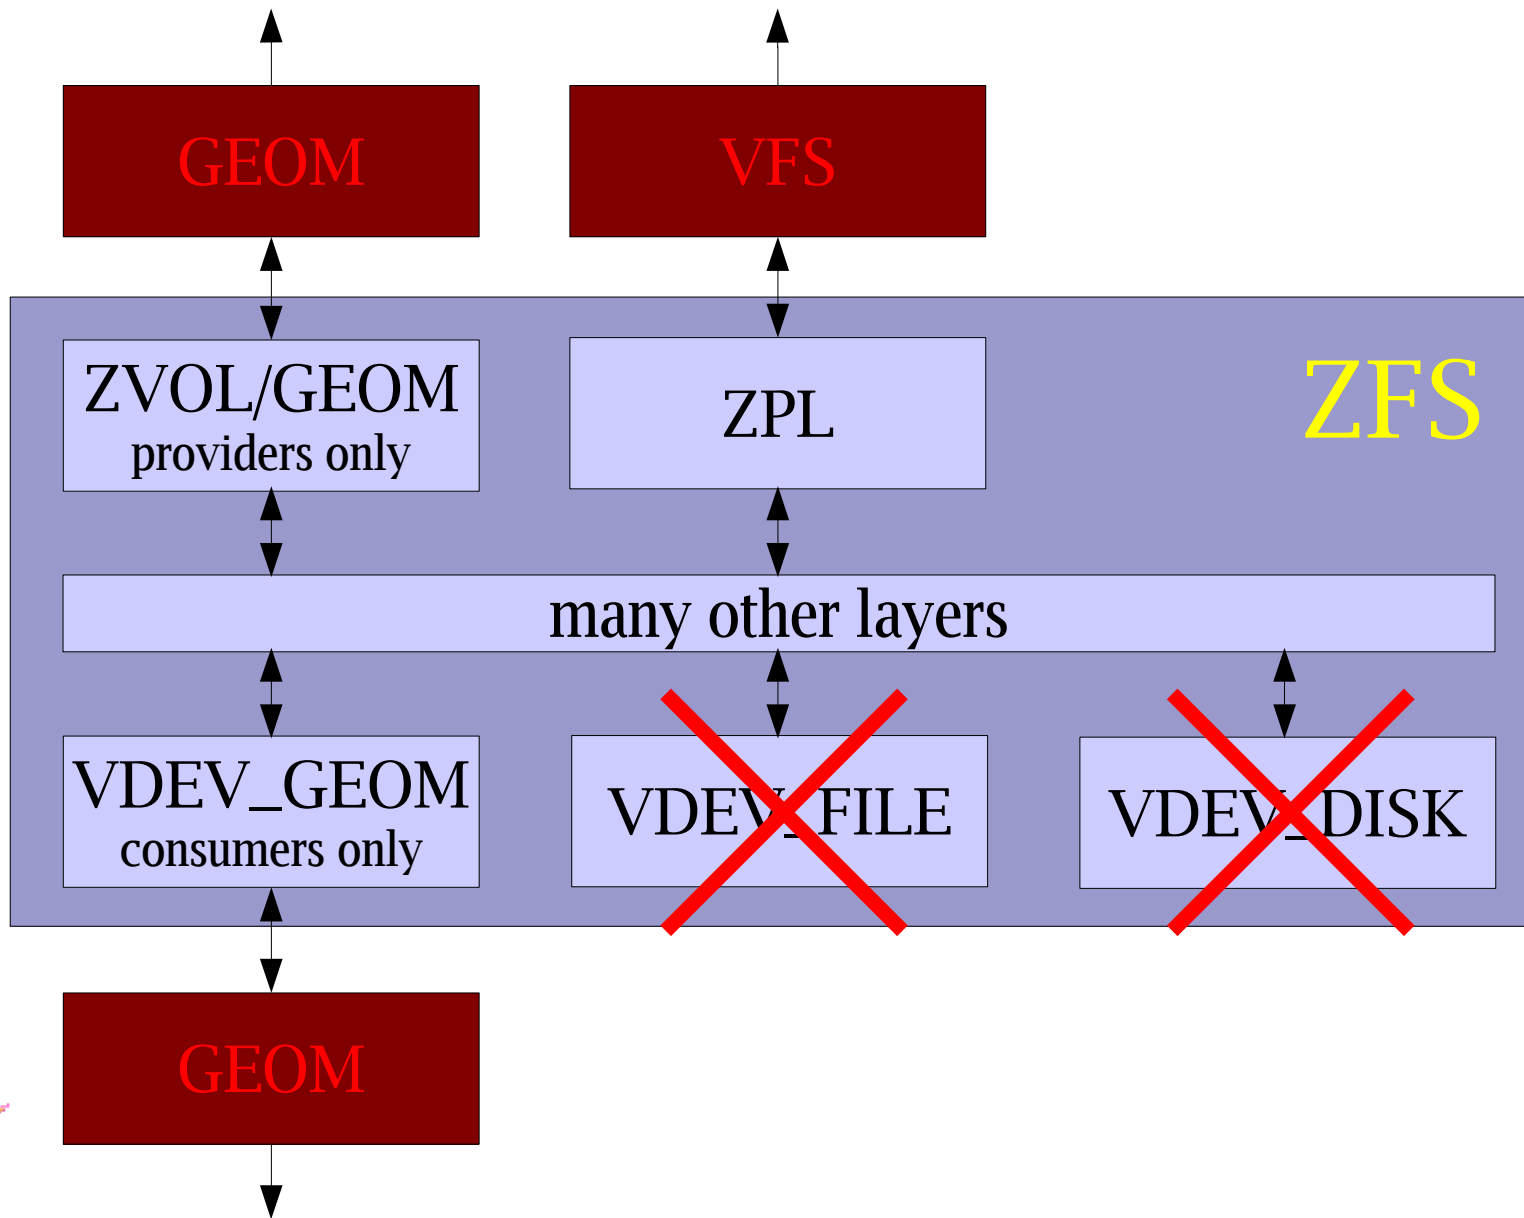 GEOM
VFS
ZVOL/GEOM
providers only
ZPL
ZFS
many other layers
VDEV_GEOM
consumers only
VDEV_FILE
VDEV_DISK
GEOM